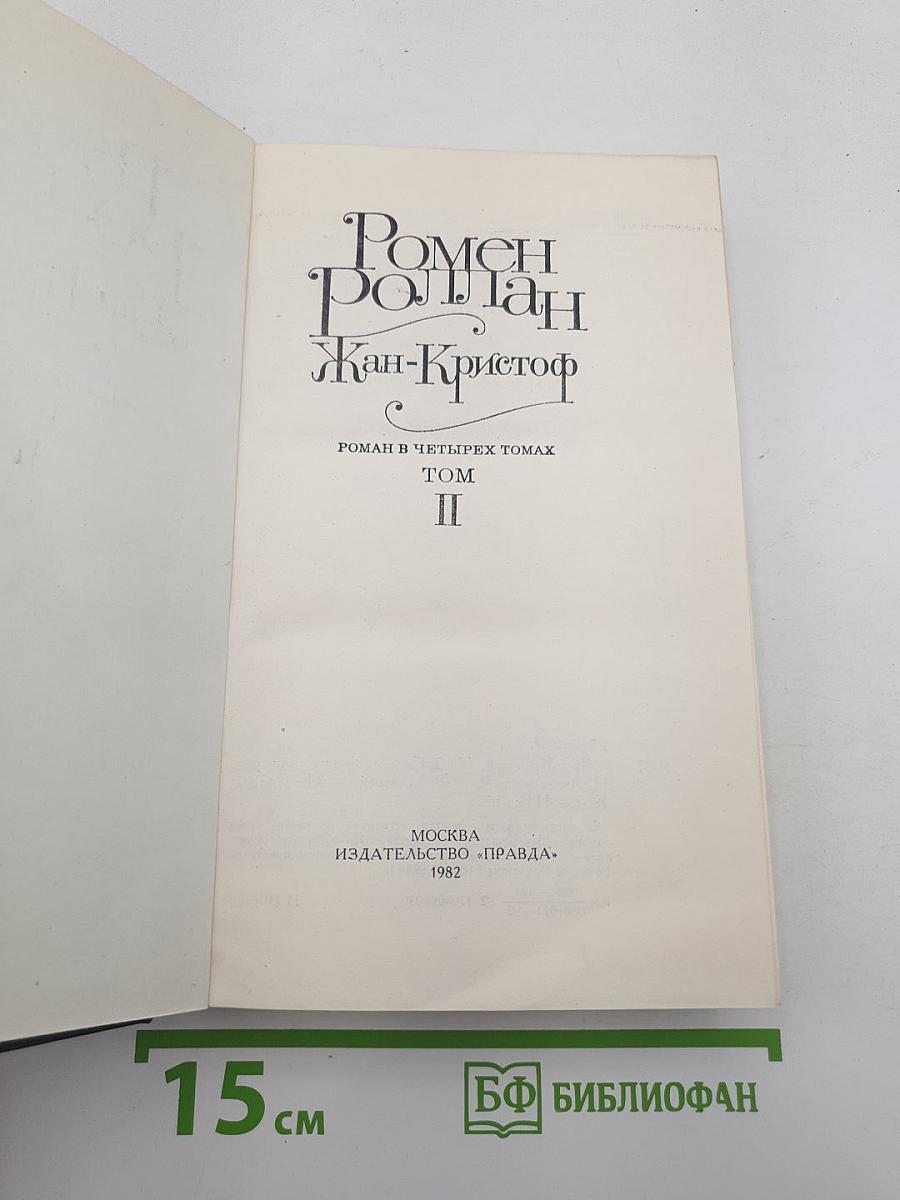 Ромен
Роллан
Жан-Кристоф
РОМАН В ЧЕТЫРЕХ ТОМАХ
ТОМ
II
МОСКВА
ИЗДАТЕЛЬСТВО «ПРАВДА»
1982
15 см
БФ БИБЛИОФАН